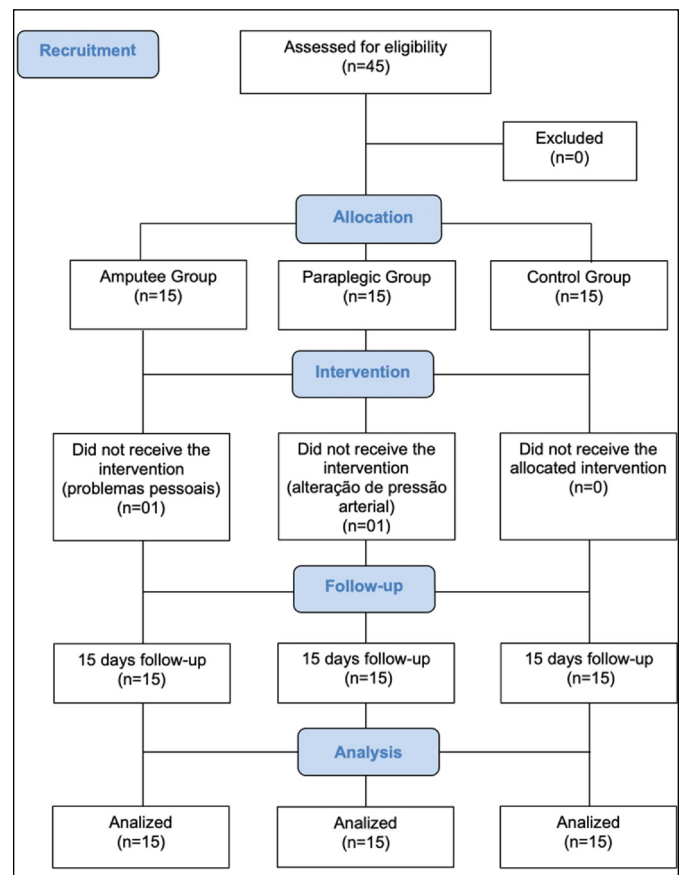 Recruitment
Assessed for eligibility
(n=45)
Excluded
(n=0)
Allocation
Amputee Group
(n=15)
Paraplegic Group
(n=15)
Control Group
(n=15)
Intervention
Did not receive the
intervention
(problemas pessoais)
(n=01)
Did not receive the
intervention
(alteração de pressão
arterial)
(n=01)
Did not receive the
allocated intervention
(n=0)
Follow-up
15 days follow-up
(n=15)
15 days follow-up
(n=15)
15 days follow-up
(n=15)
Analysis
Analized
(n=15)
Analized
(n=15)
Analized
(n=15)